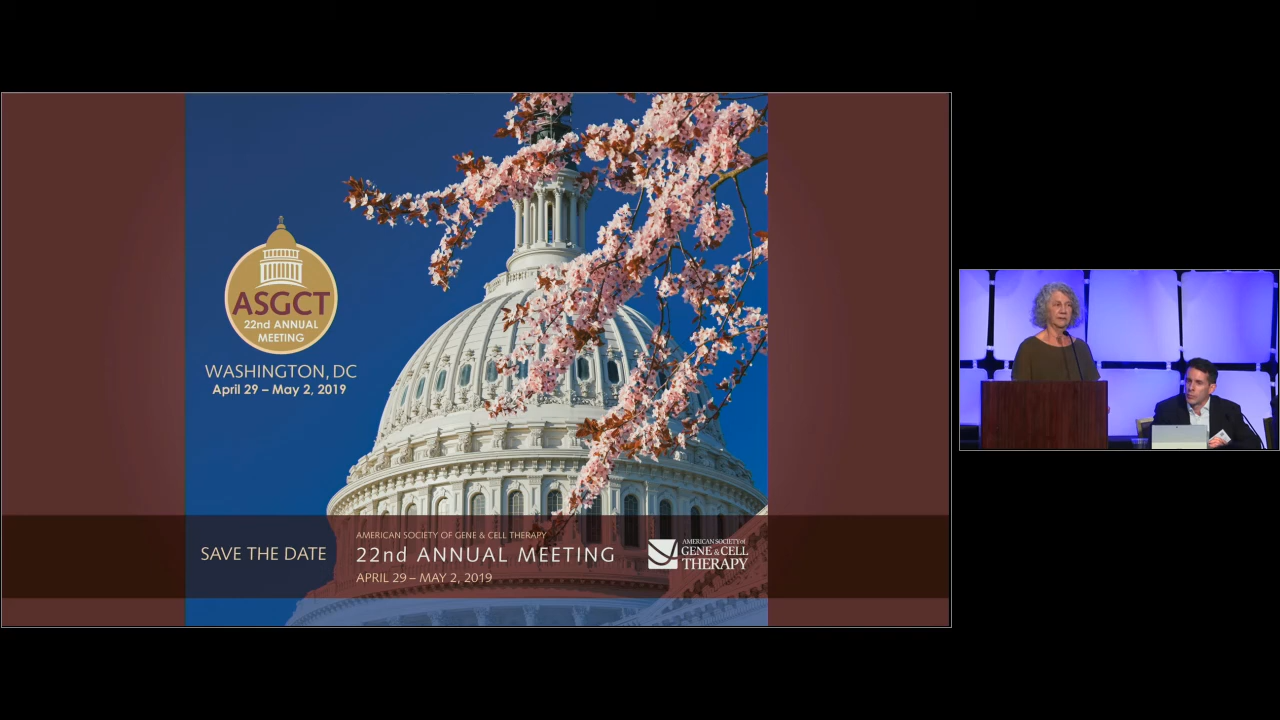 ASGCT
22nd ANNUAL
MEETING
WASHINGTON, DC
April 29 – May 2, 2019
SAVE THE DATE
AMERICAN SOCIETY OF GENE & CELL THERAPY
22nd ANNUAL MEETING
APRIL 29 – MAY 2, 2019
AMERICAN SOCIETY of
GENE & CELL
THERAPY